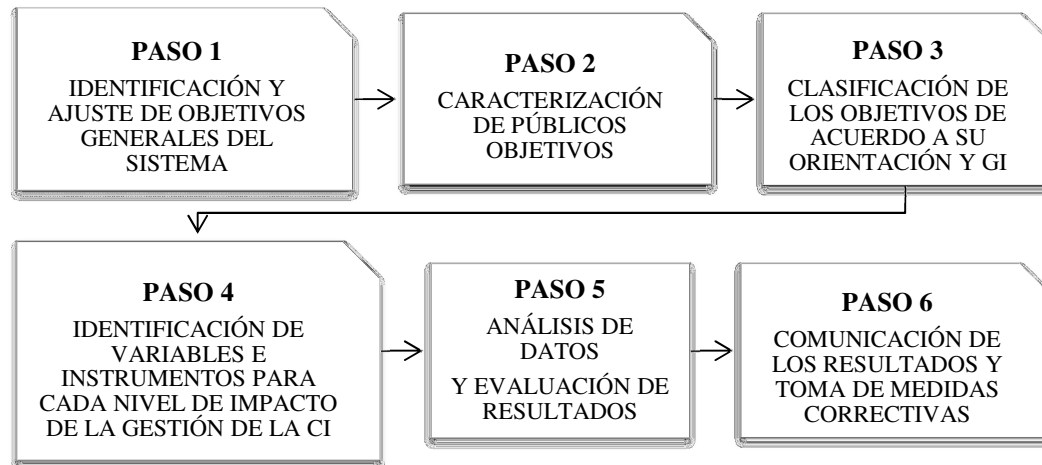 PASO 1
IDENTIFICACIÓN Y
AJUSTE DE OBJETIVOS
GENERALES DEL
SISTEMA
PASO 2
CARACTERIZACIÓN
DE PÚBLICOS
OBJETIVOS
PASO 3
CLASIFICACIÓN DE
LOS OBJETIVOS DE
ACUERDO A SU
ORIENTACIÓN Y GI
PASO 4
IDENTIFICACIÓN DE
VARIABLES E
INSTRUMENTOS PARA
CADA NIVEL DE IMPACTO
DE LA GESTIÓN DE LA CI
PASO 5
ANÁLISIS DE
DATOS
Y EVALUACIÓN DE
RESULTADOS
PASO 6
COMUNICACIÓN DE
LOS RESULTADOS Y
TOMA DE MEDIDAS
CORRECTIVAS